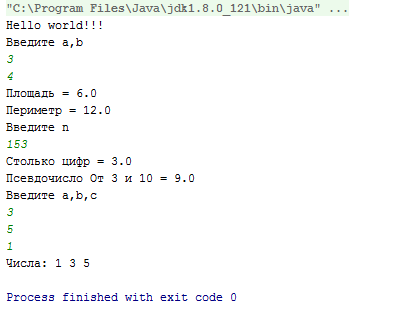 "C:\Program Files\Java\jdk1.8.0_121\bin\java" ...
Hello world!!!
Введите a,b
3
4
Площадь = 6.0
Периметр = 12.0
Введите n
153
Столько цифр = 3.0
Псевдочисло От 3 и 10 = 9.0
Введите a,b,c
3
5
1
Числа: 1 3 5
Process finished with exit code 0